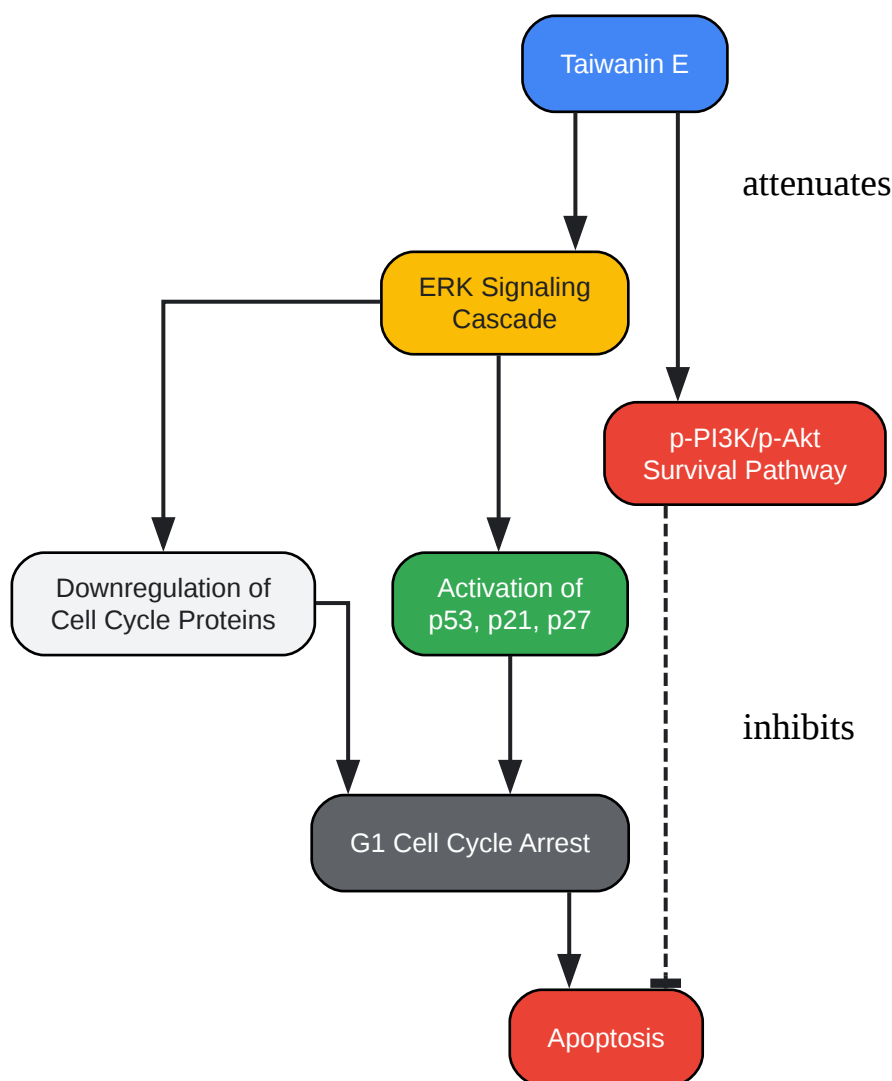 Taiwanin E
attenuates
ERK Signaling
Cascade
p-PI3K/p-Akt
Survival Pathway
Downregulation of
Cell Cycle Proteins
Activation of
p53, p21, p27
inhibits
G1 Cell Cycle Arrest
Apoptosis